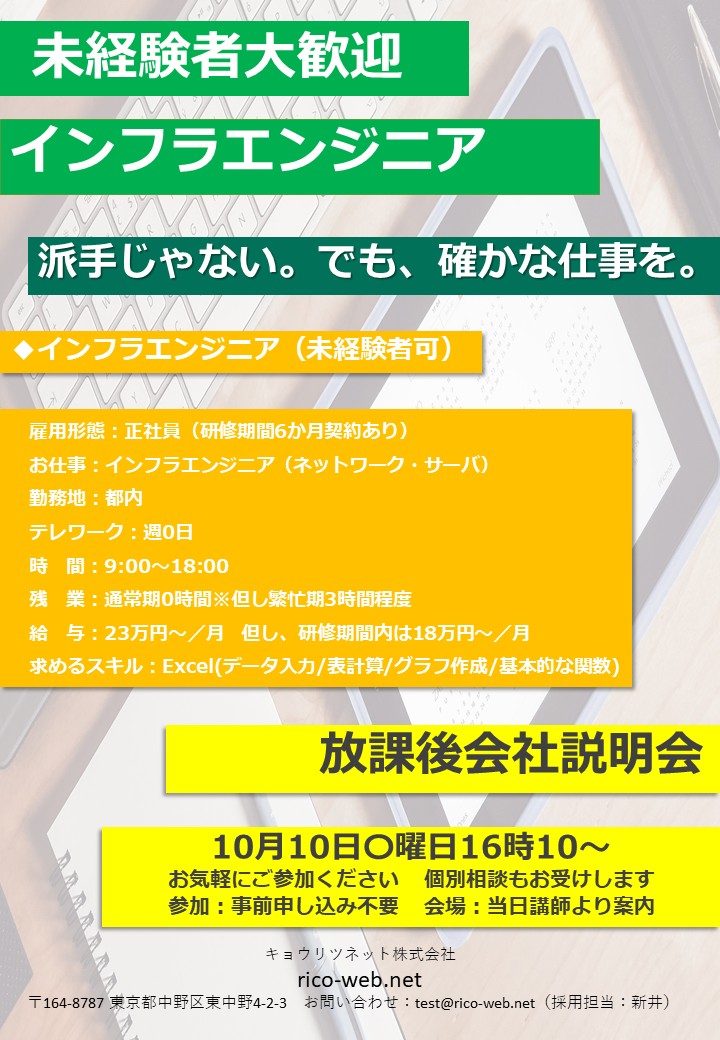 未経験者大歓迎
インフラエンジニア
派手じゃない。でも、確かな仕事を。
◆インフラエンジニア（未経験者可）
雇用形態：正社員（研修期間6か月契約あり）
お仕事：インフラエンジニア（ネットワーク・サーバ）
勤務地：都内
テレワーク：週0日
時　間：9:00～18:00
残　業：通常期0時間※但し繁忙期3時間程度
給　与：23万円～／月　但し、研修期間内は18万円～／月
求めるスキル：Excel(データ入力/表計算/グラフ作成/基本的な関数)
放課後会社説明会
10月10日〇曜日16時10～
お気軽にご参加ください　個別相談もお受けします
参加：事前申し込み不要　会場：当日講師より案内
キョウリツネット株式会社
rico-web.net
〒164-8787 東京都中野区東中野4-2-3　お問い合わせ：test@rico-web.net（採用担当：新井）